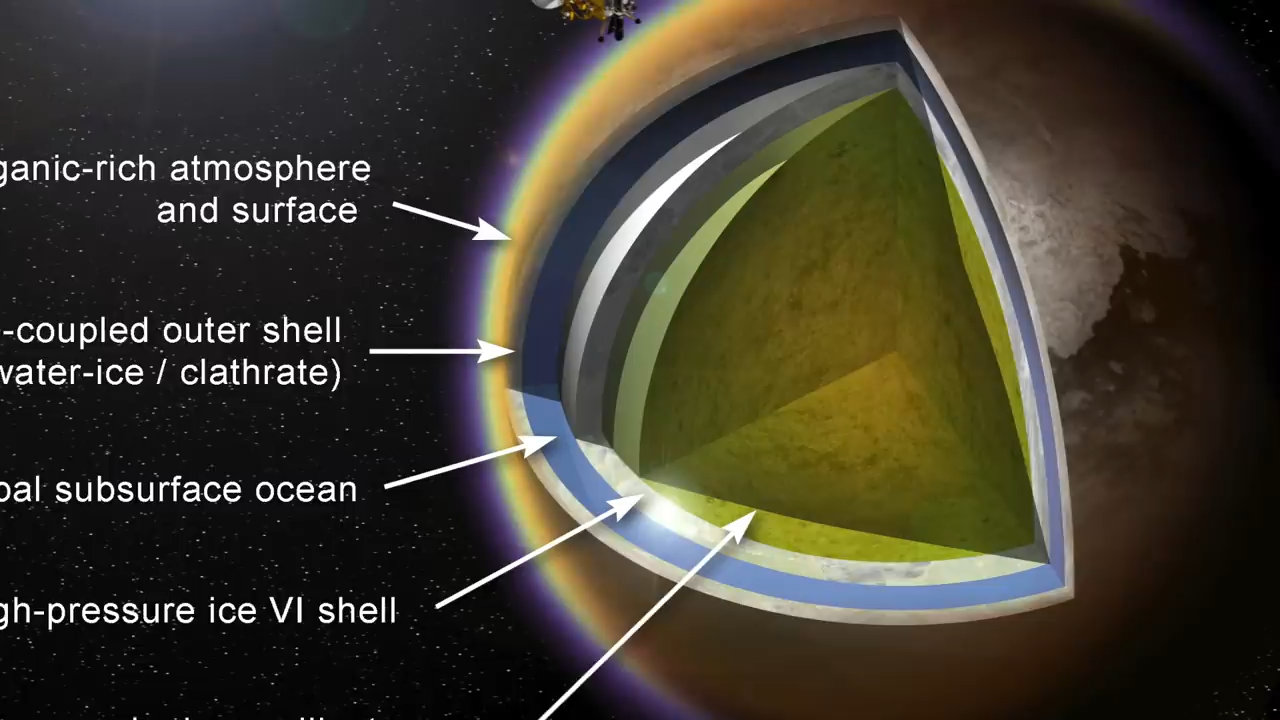 ganic-rich atmosphere
and surface
-coupled outer shell
water-ice / clathrate)
bal subsurface ocean
gh-pressure ice VI shell